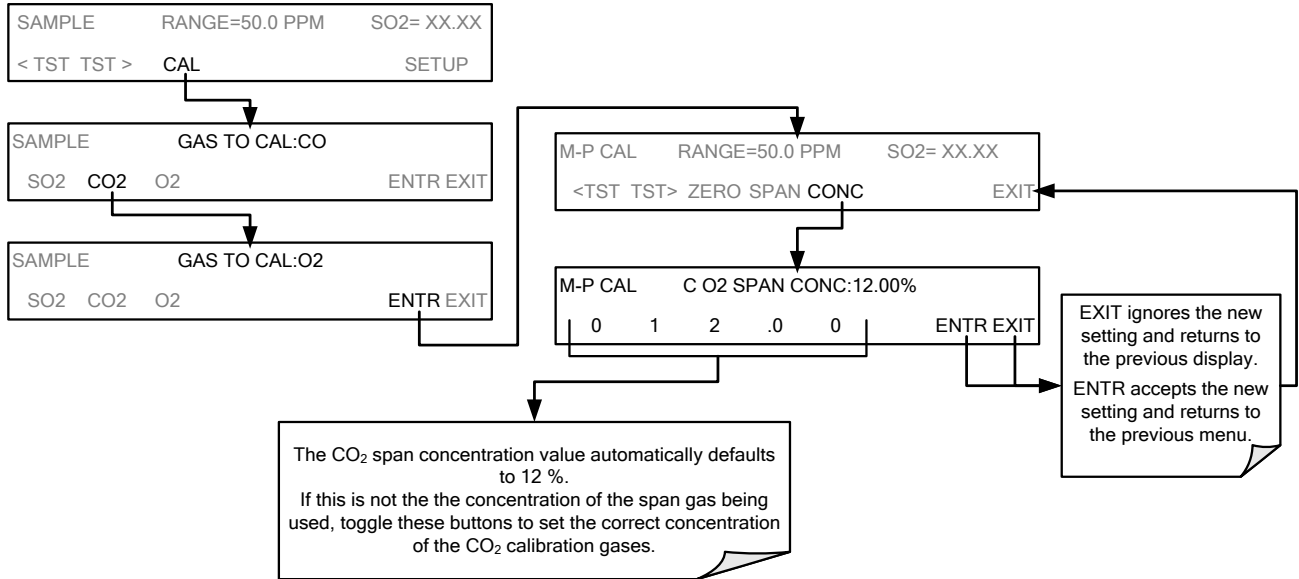 SAMPLE RANGE=50.0 PPM SO2= XX.XX
< TST TST > CAL SETUP
SAMPLE GAS TO CAL:CO
SO2 CO2 O2 ENTR EXIT
SAMPLE GAS TO CAL:O2
SO2 CO2 O2 ENTR EXIT
M-P CAL RANGE=50.0 PPM SO2= XX.XX
<TST TST> ZERO SPAN CONC EXIT
M-P CAL C O2 SPAN CONC:12.00%
0 1 2 .0 0 ENTR EXIT
EXIT ignores the new
setting and returns to
the previous display.
ENTR accepts the new
setting and returns to
the previous menu.
The CO₂ span concentration value automatically defaults
to 12 %.
If this is not the the concentration of the span gas being
used, toggle these buttons to set the correct concentration
of the CO₂ calibration gases.